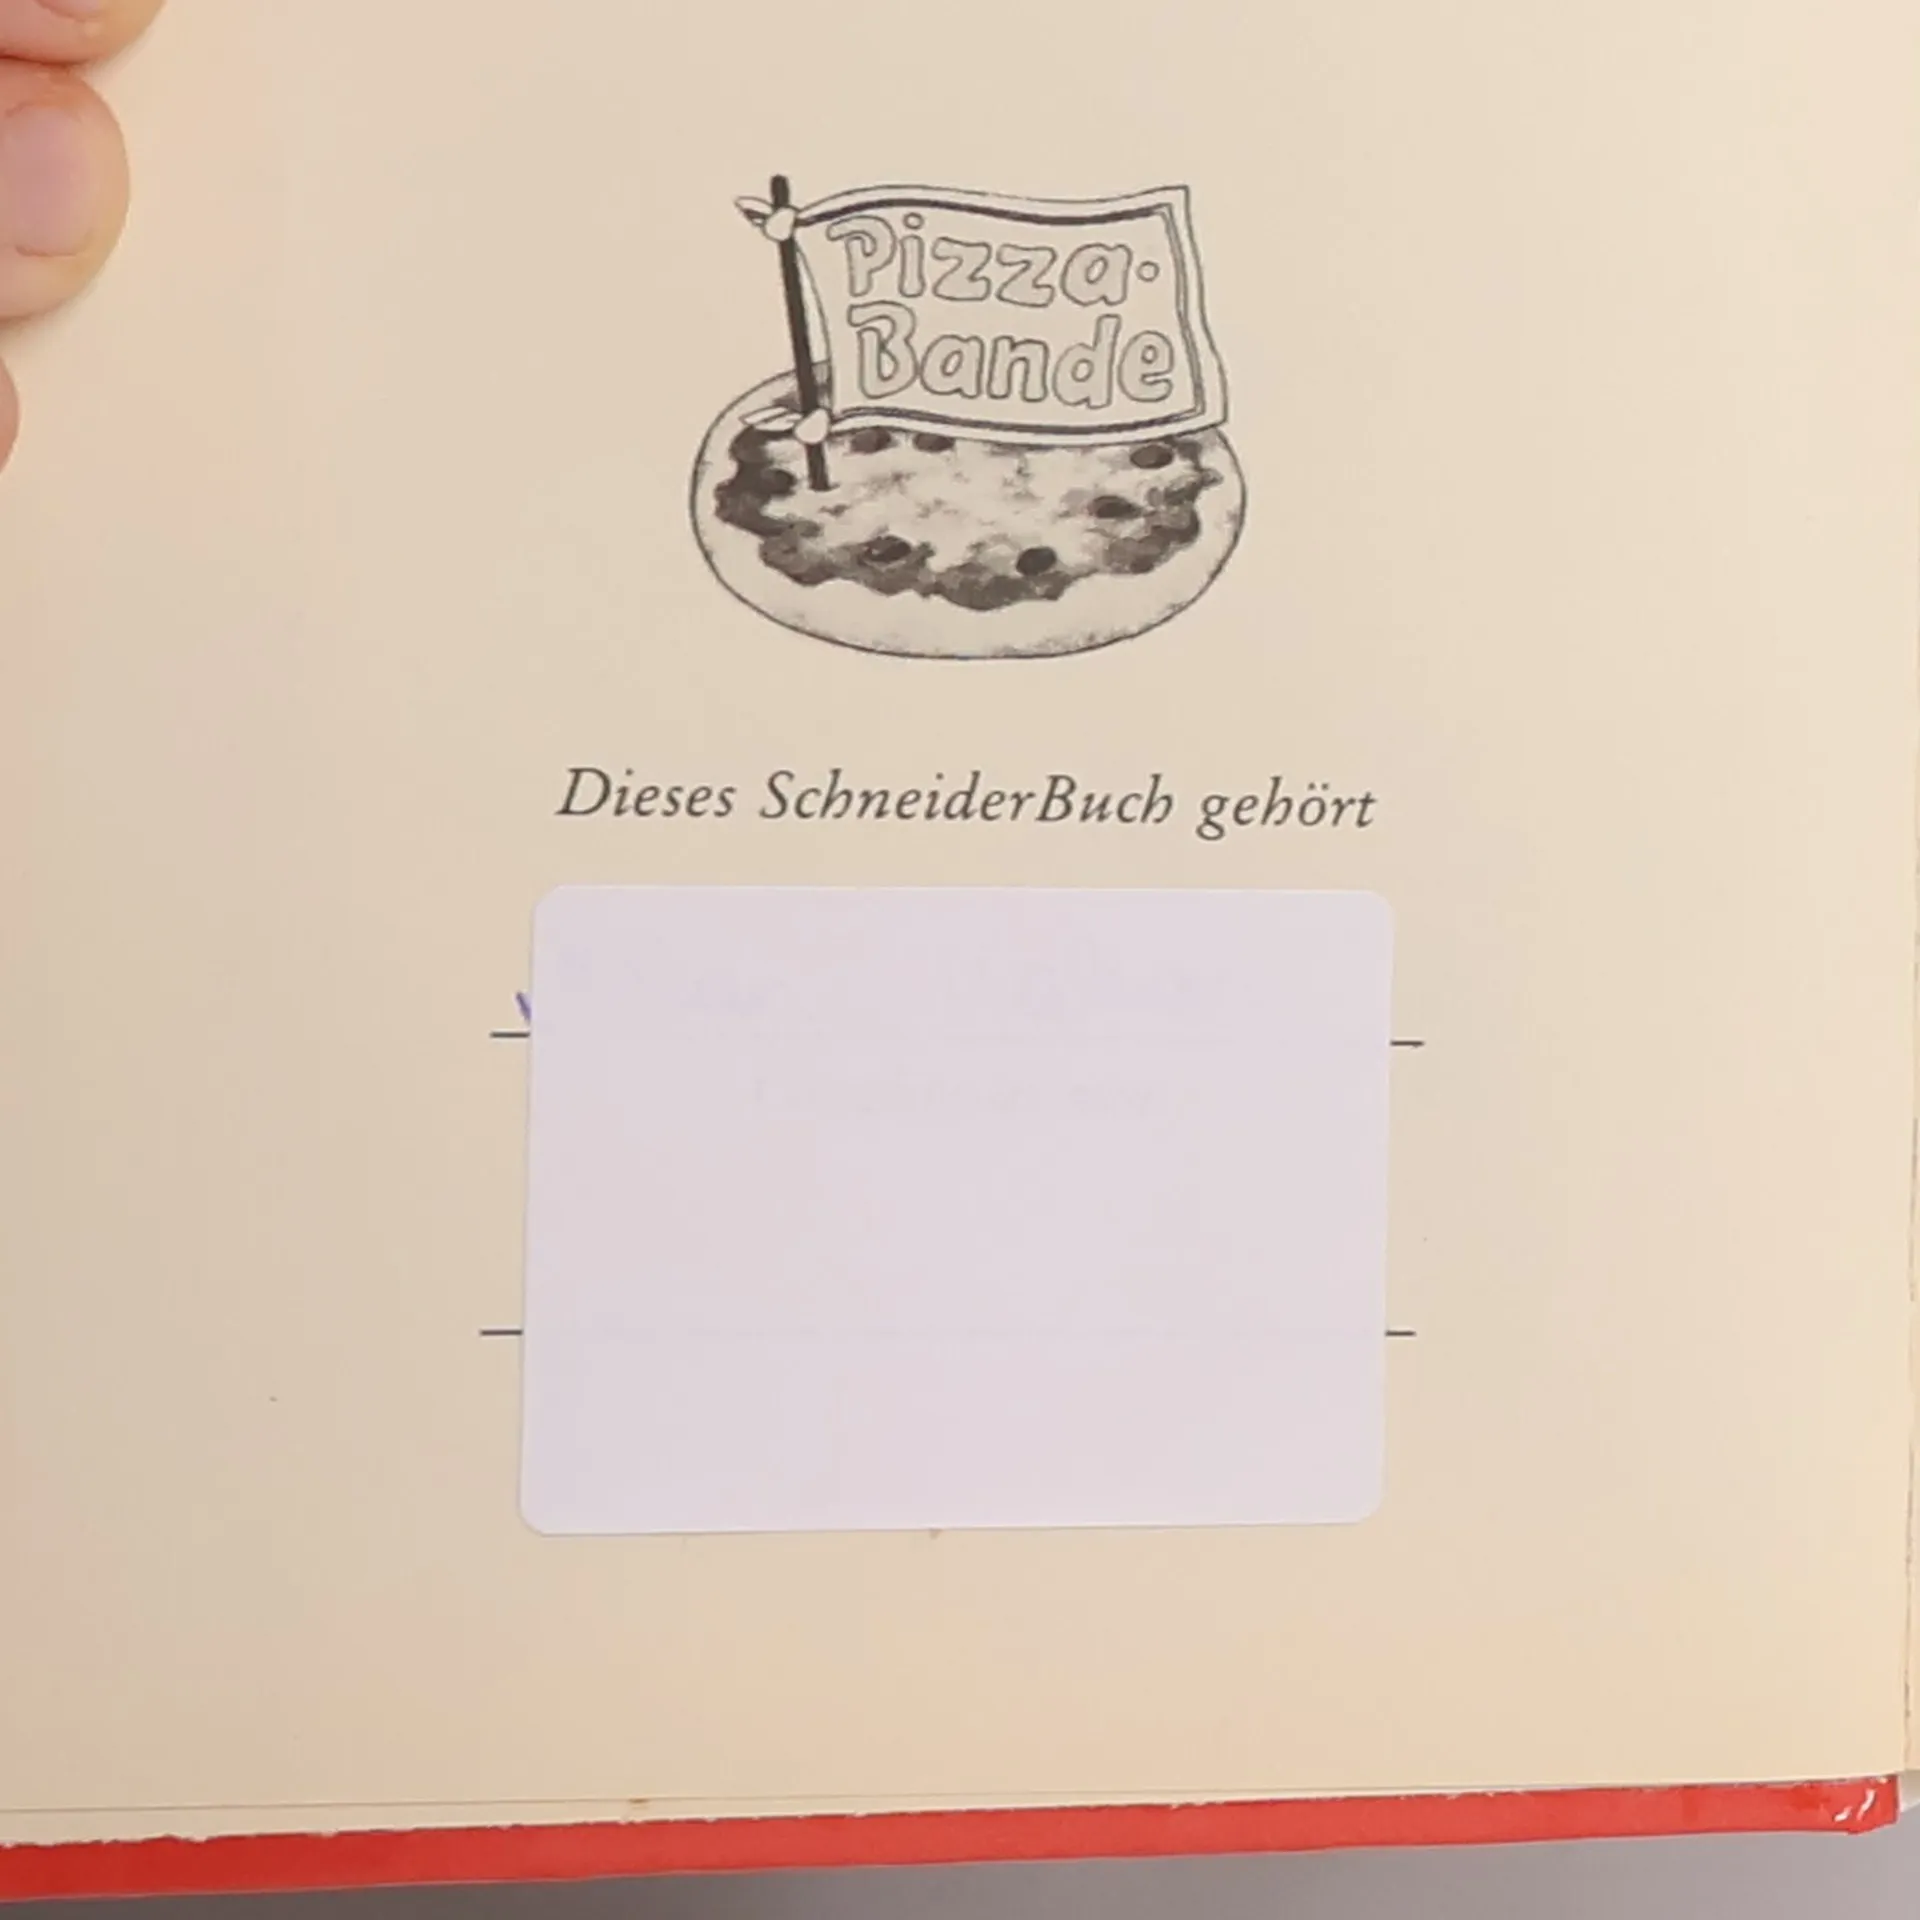 Pizza-
Bande
Dieses SchneiderBuch gehört